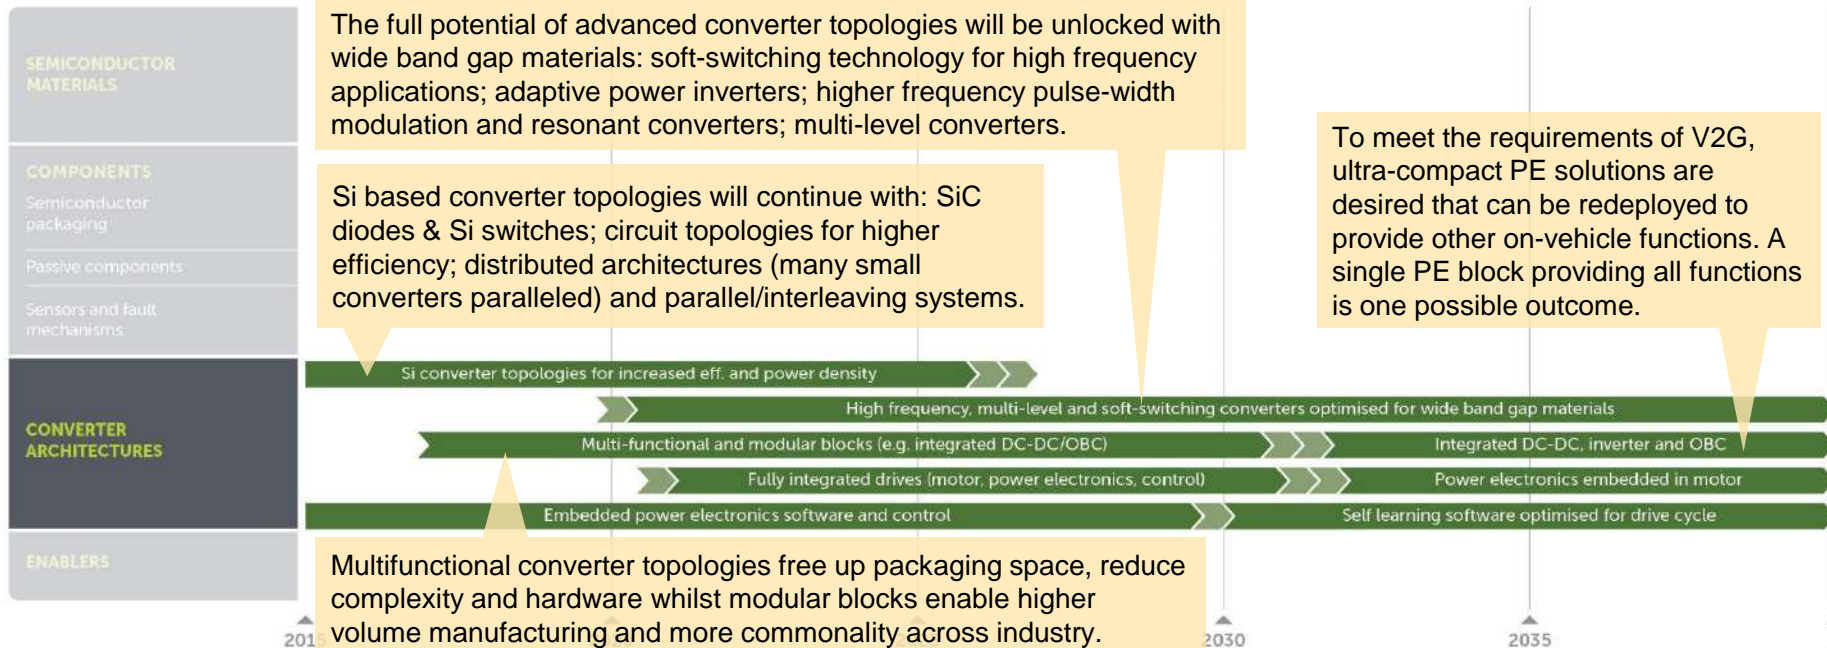 The full potential of advanced converter topologies will be unlocked with
wide band gap materials: soft-switching technology for high frequency
applications; adaptive power inverters; higher frequency pulse-width
modulation and resonant converters; multi-level converters.
SEMICONDUCTOR
MATERIALS
To meet the requirements of V2G,
ultra-compact PE solutions are
desired that can be redeployed to
provide other on-vehicle functions. A
single PE block providing all functions
is one possible outcome.
COMPONENTS
Semiconductor
packaging
Passive components
Sensors and fault
mechanisms
Si based converter topologies will continue with: SiC
diodes & Si switches; circuit topologies for higher
efficiency; distributed architectures (many small
converters paralleled) and parallel/interleaving systems.
CONVERTER
ARCHITECTURES
Si converter topologies for increased eff. and power density
High frequency, multi-level and soft-switching converters optimised for wide band gap materials
Multi-functional and modular blocks (e.g. integrated DC-DC/OBC)
Integrated DC-DC, inverter and OBC
Fully integrated drives (motor, power electronics, control)
Power electronics embedded in motor
Embedded power electronics software and control
Self learning software optimised for drive cycle
ENABLERS
Multifunctional converter topologies free up packaging space, reduce
complexity and hardware whilst modular blocks enable higher
volume manufacturing and more commonality across industry.
2015
2030
2035